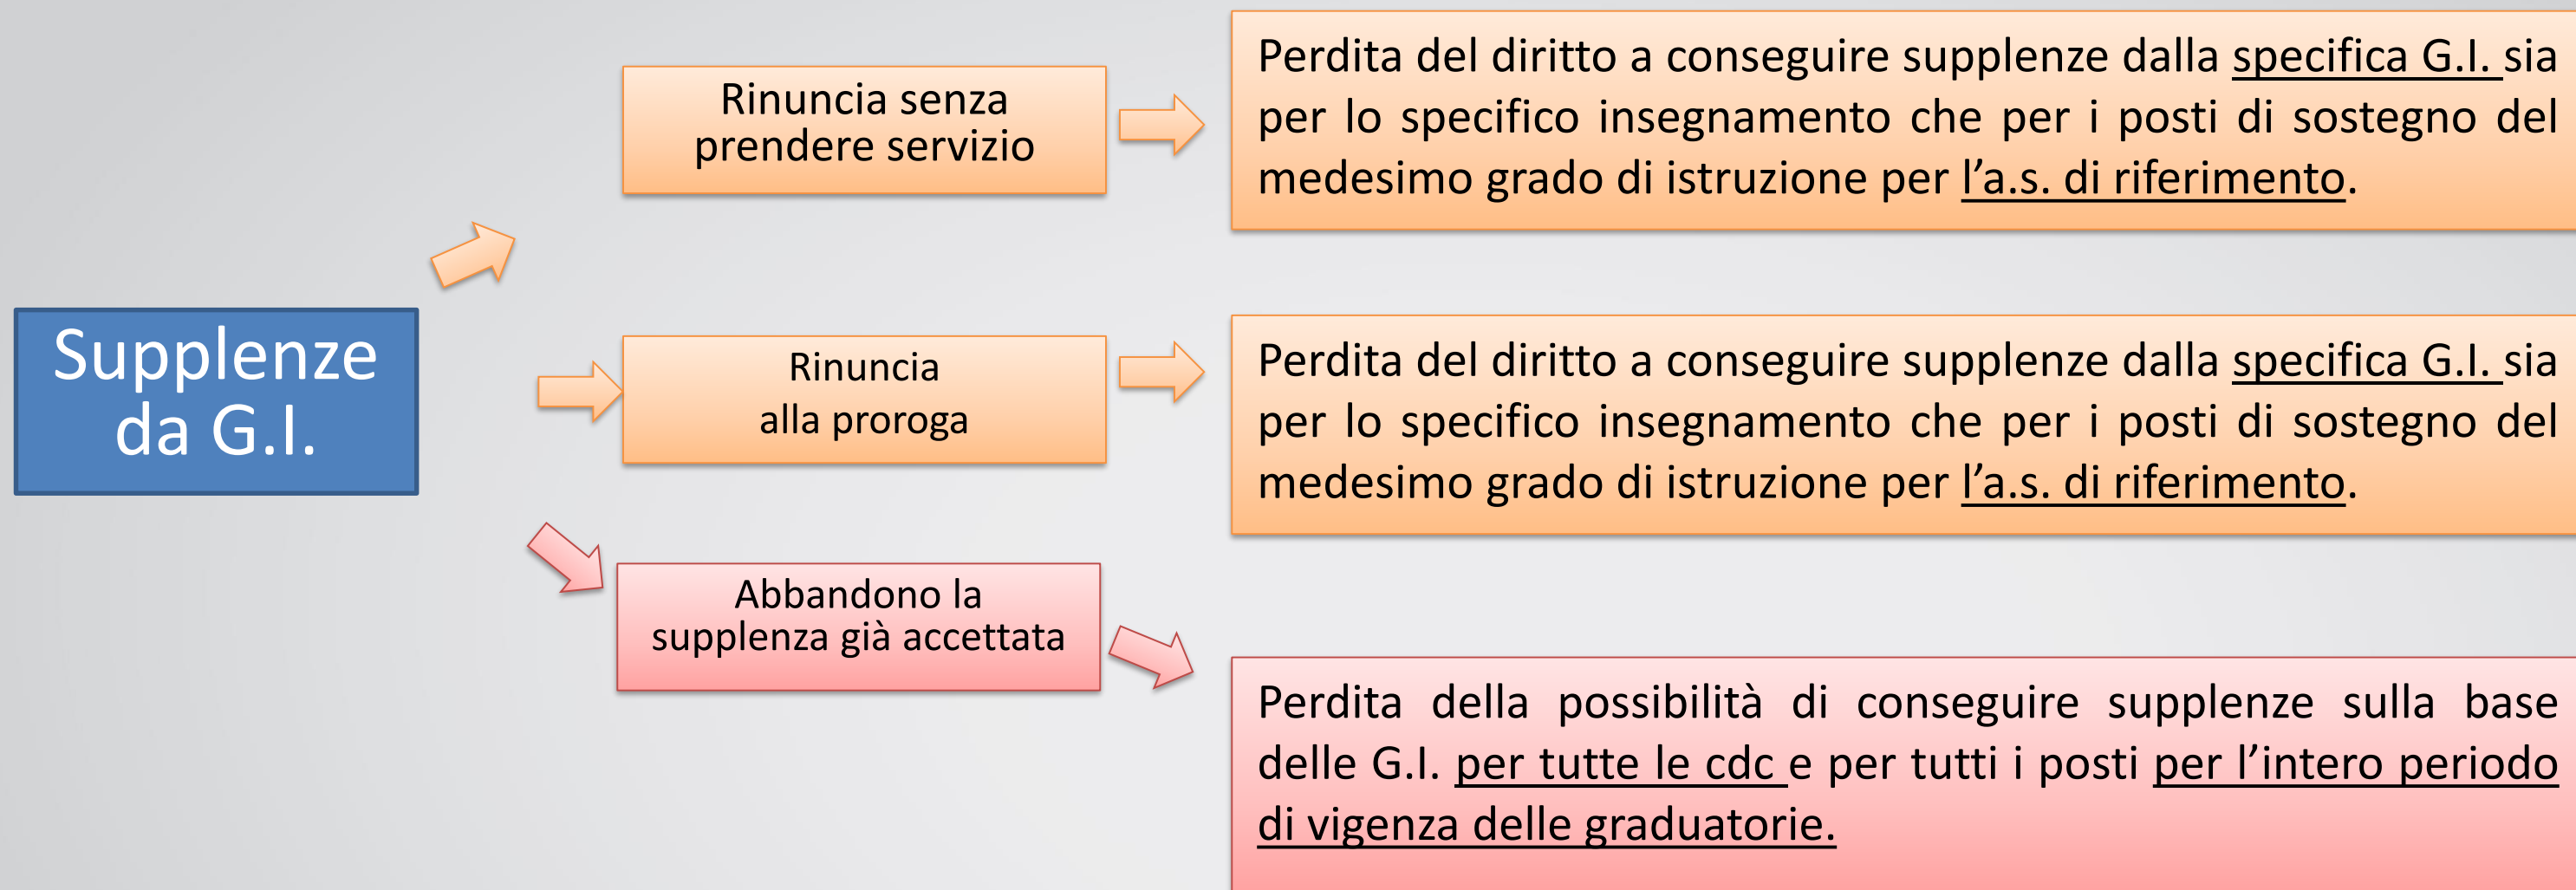 Supplenze
da G.I.
Rinuncia senza
prendere servizio
Perdita del diritto a conseguire supplenze dalla specifica G.I. sia
per lo specifico insegnamento che per i posti di sostegno del
medesimo grado di istruzione per l’a.s. di riferimento.
Rinuncia
alla proroga
Perdita del diritto a conseguire supplenze dalla specifica G.I. sia
per lo specifico insegnamento che per i posti di sostegno del
medesimo grado di istruzione per l’a.s. di riferimento.
Abbandono la
supplenza già accettata
Perdita della possibilità di conseguire supplenze sulla base
delle G.I. per tutte le cdc e per tutti i posti per l’intero periodo
di vigenza delle graduatorie.